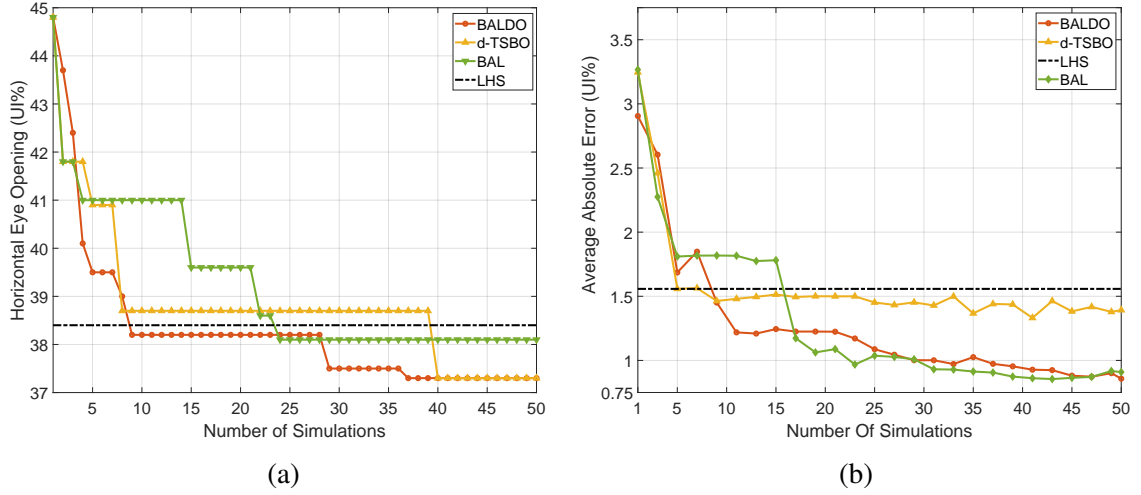 45
44
43
42
41
40
39
38
37
Horizontal Eye Opening (UI%)
5 10 15 20 25 30 35 40 45 50
Number of Simulations
BALDO
d-TSBO
BAL
LHS
(a)
3.5
3
2.5
2
1.5
1
0.75
Average Absolute Error (UI%)
1 5 10 15 20 25 30 35 40 45 50
Number Of Simulations
BALDO
d-TSBO
LHS
BAL
(b)